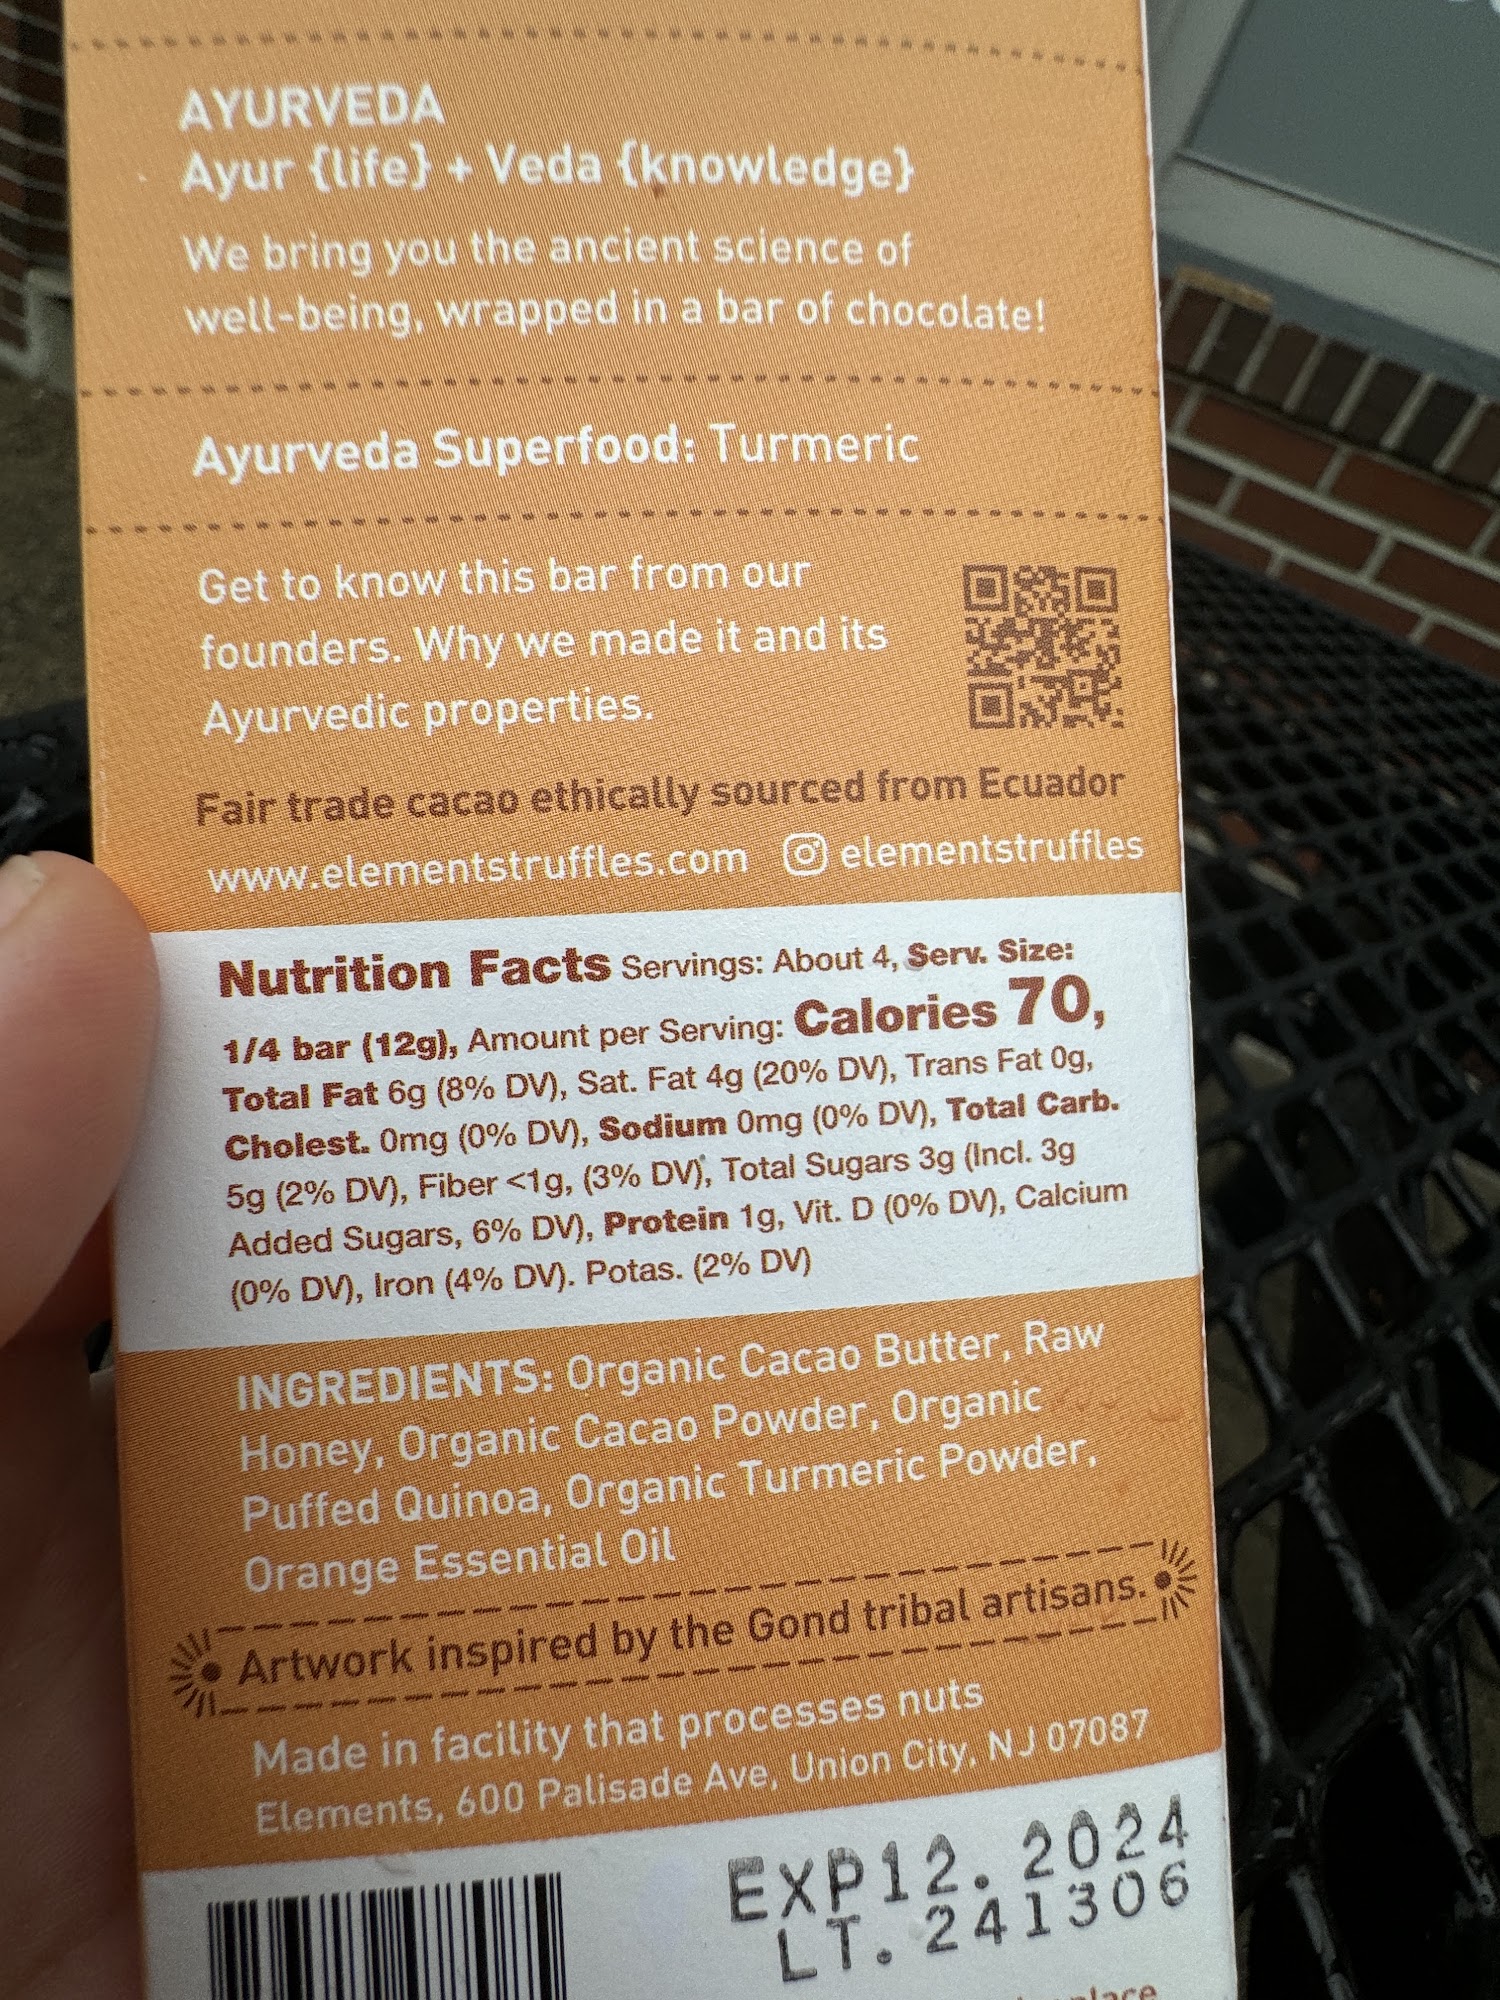 AYURVEDA
Ayur {life} + Veda {knowledge}
We bring you the ancient science of
well-being, wrapped in a bar of chocolate!
Ayurveda Superfood: Turmeric
Get to know this bar from our
founders. Why we made it and its
Ayurvedic properties.
Fair trade cacao ethically sourced from Ecuador
www.elementstruffles.com elementstruffles
Nutrition Facts Servings: About 4, Serv. Size:
1/4 bar (12g), Amount per Serving: Calories 70,
Total Fat 6g (8% DV), Sat. Fat 4g (20% DV), Trans Fat 0g,
Cholest. 0mg (0% DV), Sodium 0mg (0% DV), Total Carb.
5g (2% DV), Fiber <1g, (3% DV), Total Sugars 3g (Incl. 3g
Added Sugars, 6% DV), Protein 1g, Vit. D (0% DV), Calcium
(0% DV), Iron (4% DV). Potas. (2% DV)
INGREDIENTS: Organic Cacao Butter, Raw
Honey, Organic Cacao Powder, Organic
Puffed Quinoa, Organic Turmeric Powder,
Orange Essential Oil
Artwork inspired by the Gond tribal artisans.
Made in facility that processes nuts
Elements, 600 Palisade Ave, Union City, NJ 07087
EXP12. 2024
LT. 241306